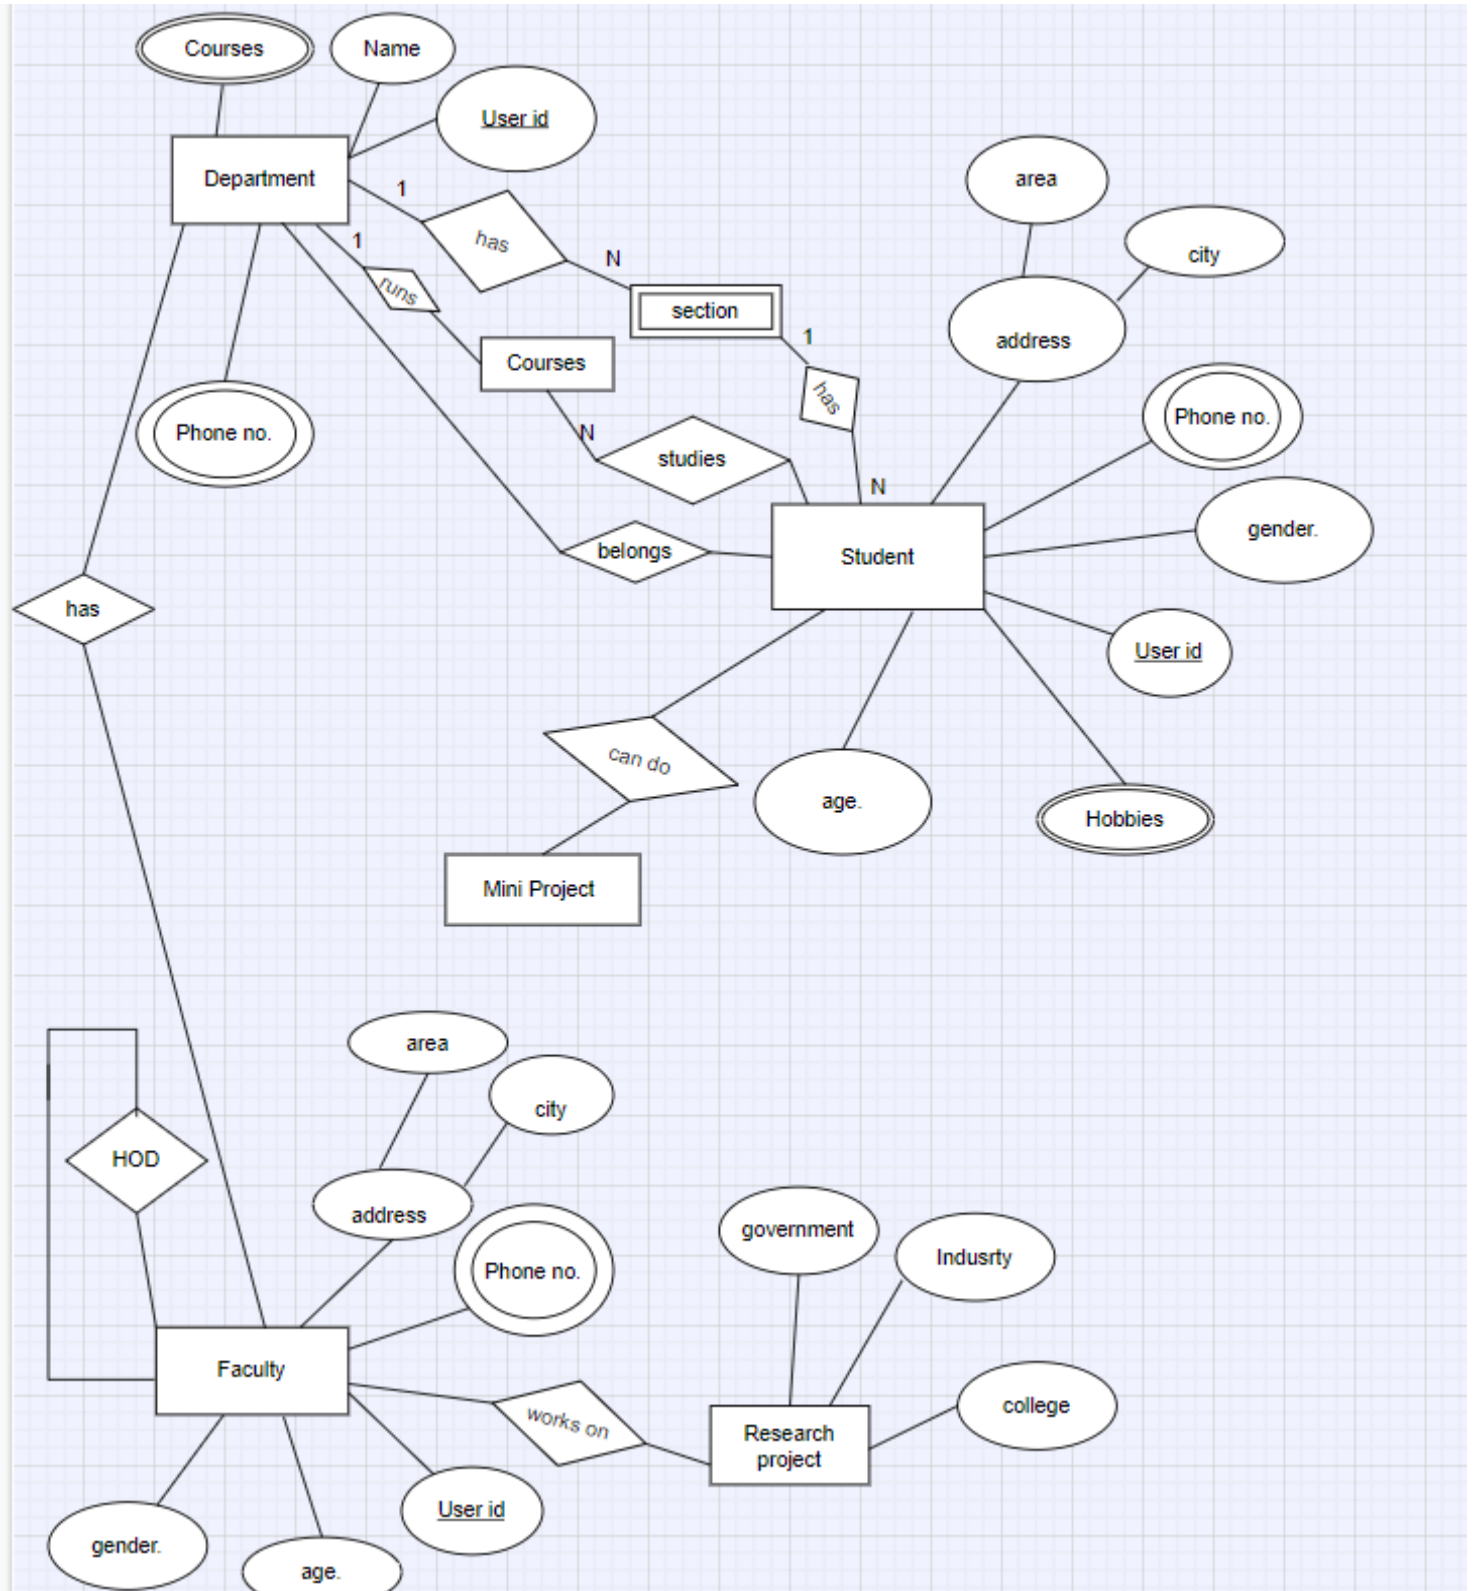 Courses
Name
User id
Department
1
has
N
1
runs
section
1
Courses
has
N
studies
N
belongs
Phone no.
has
area
city
address
Phone no.
gender.
Student
User id
can do
age.
Hobbies
Mini Project
area
city
HOD
address
Phone no.
government
Indusrty
Faculty
college
works on
Research
project
User id
gender.
age.